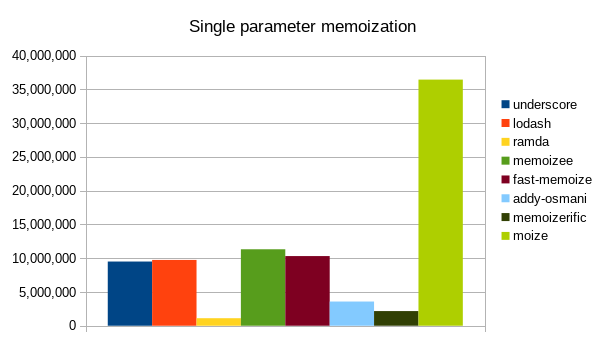 Single parameter memoization
40,000,000
35,000,000
30,000,000
25,000,000
20,000,000
15,000,000
10,000,000
5,000,000
0
underscore
lodash
ramda
memoizee
fast-memoize
addy-osmani
memoizerific
moize